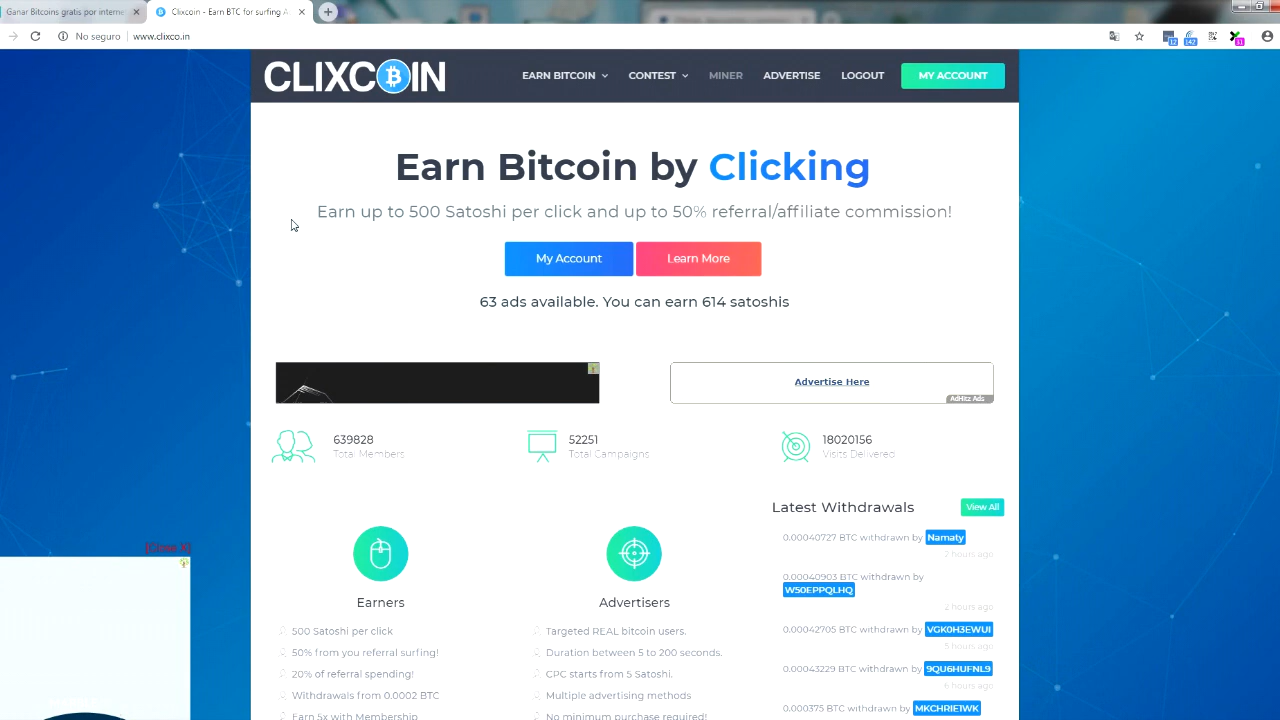 Ganar Bitcoins gratis por interne
Clixcoin - Earn BTC for surfing A
No seguro
www.clixco.in
12
142
11
CLIXCOIN
EARN BITCOIN
CONTEST
MINER
ADVERTISE
LOGOUT
MY ACCOUNT
Earn Bitcoin by Clicking
Earn up to 500 Satoshi per click and up to 50% referral/affiliate commission!
My Account
Learn More
63 ads available. You can earn 614 satoshis
Advertise Here
AdHitz Ads
639828
Total Members
52251
Total Campaigns
18020156
Visits Delivered
Earners
500 Satoshi per click
50% from you referral surfing!
20% of referral spending!
Withdrawals from 0.0002 BTC
Earn 5x with Membership
Advertisers
Targeted REAL bitcoin users.
Duration between 5 to 200 seconds.
CPC starts from 5 Satoshi.
Multiple advertising methods
No minimum purchase required!
Latest Withdrawals
View All
0.00040727 BTC withdrawn by Namaty
2 hours ago
0.00040903 BTC withdrawn by
W50EPPQLHQ
2 hours ago
0.00042705 BTC withdrawn by VGK0H3EWUI
5 hours ago
0.00043229 BTC withdrawn by 9QU6HUFNL9
6 hours ago
0.000375 BTC withdrawn by MKCHRIE1WK
[Close X]